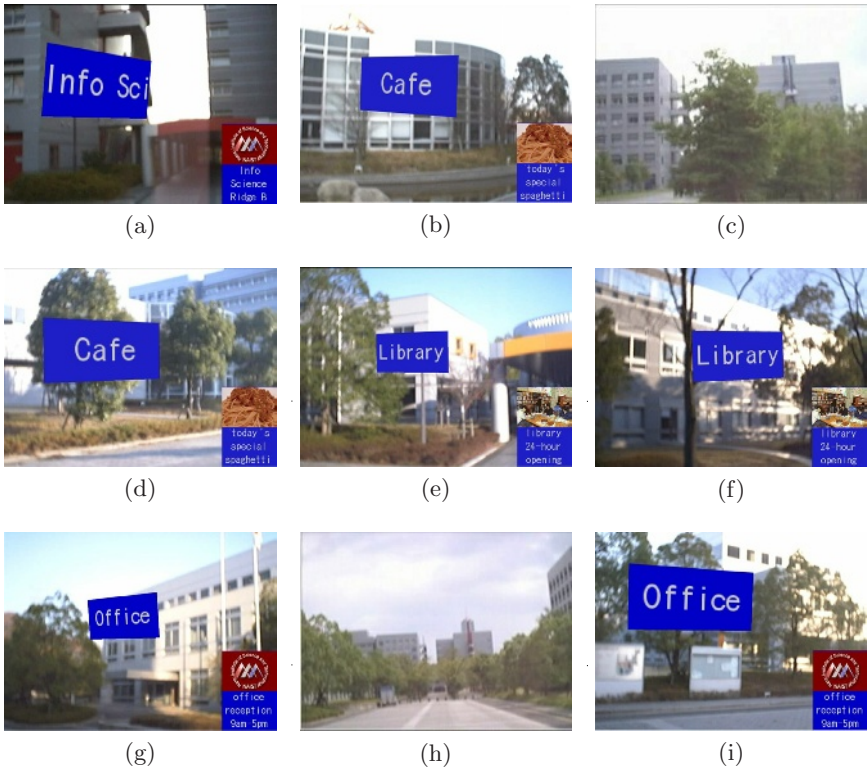 Info Sci
Info
Science
Ridge B
(a)
Cafe
today's
special
spaghetti
(b)
(c)
Cafe
today's
special
spaghetti
(d)
Library
library
24-hour
opening
(e)
Library
library
24-hour
opening
(f)
Office
office
reception
9am-5pm
(g)
(h)
Office
office
reception
9am-5pm
(i)